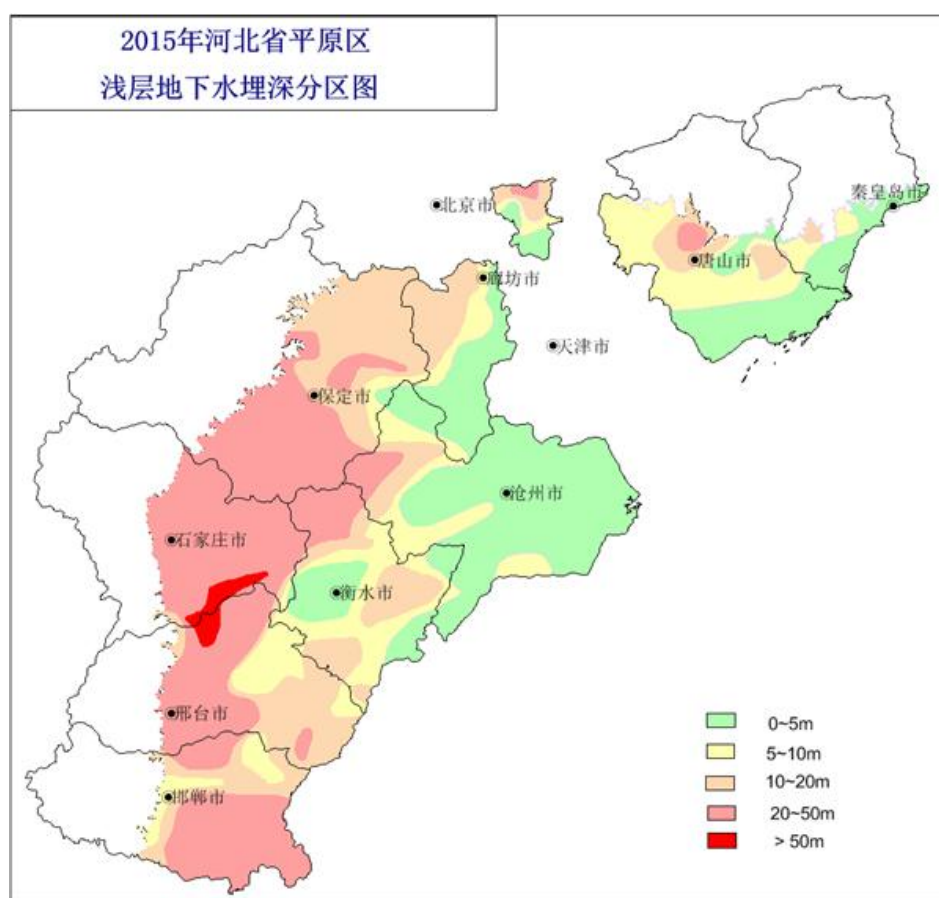 2015年河北省平原区
浅层地下水埋深分区图
秦皇岛市
北京市
唐山市
廊坊市
天津市
保定市
沧州市
石家庄市
衡水市
邢台市
邯郸市
0~5m
5~10m
10~20m
20~50m
> 50m